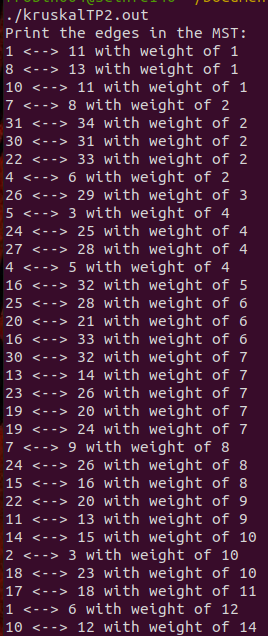 ./kruskalTP2.out
Print the edges in the MST:
1 <--> 11 with weight of 1
8 <--> 13 with weight of 1
10 <--> 11 with weight of 1
7 <--> 8 with weight of 2
31 <--> 34 with weight of 2
30 <--> 31 with weight of 2
22 <--> 33 with weight of 2
4 <--> 6 with weight of 2
26 <--> 29 with weight of 3
5 <--> 3 with weight of 4
24 <--> 25 with weight of 4
27 <--> 28 with weight of 4
4 <--> 5 with weight of 4
16 <--> 32 with weight of 5
25 <--> 28 with weight of 6
20 <--> 21 with weight of 6
16 <--> 33 with weight of 6
30 <--> 32 with weight of 7
13 <--> 14 with weight of 7
23 <--> 26 with weight of 7
19 <--> 20 with weight of 7
19 <--> 24 with weight of 7
7 <--> 9 with weight of 8
24 <--> 26 with weight of 8
15 <--> 16 with weight of 8
22 <--> 20 with weight of 9
11 <--> 13 with weight of 9
14 <--> 15 with weight of 10
2 <--> 3 with weight of 10
18 <--> 23 with weight of 10
17 <--> 18 with weight of 11
1 <--> 6 with weight of 12
10 <--> 12 with weight of 14